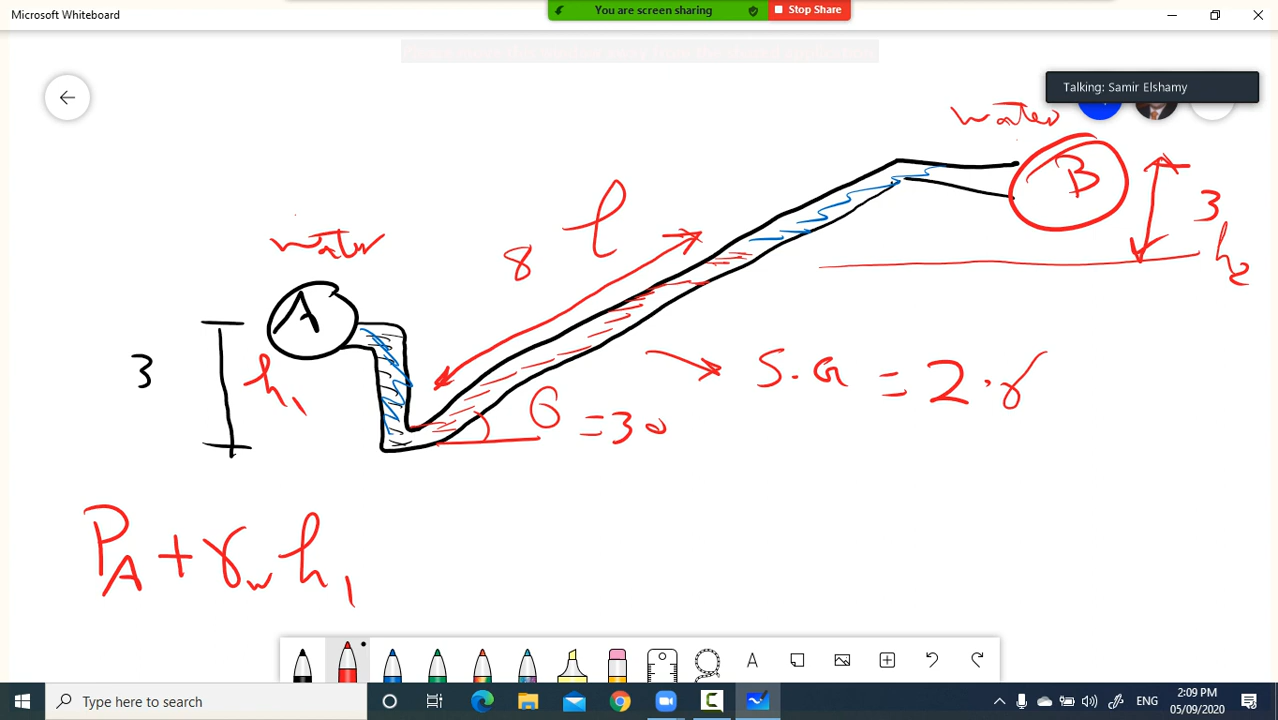 Microsoft Whiteboard
You are screen sharing
Stop Share
Talking: Samir Elshamy
water
B
3
h2
l
8
water
A
3
h1
S.G = 2.8
θ = 30
PA + γw h1
A
Type here to search
ENG
2:09 PM
05/09/2020